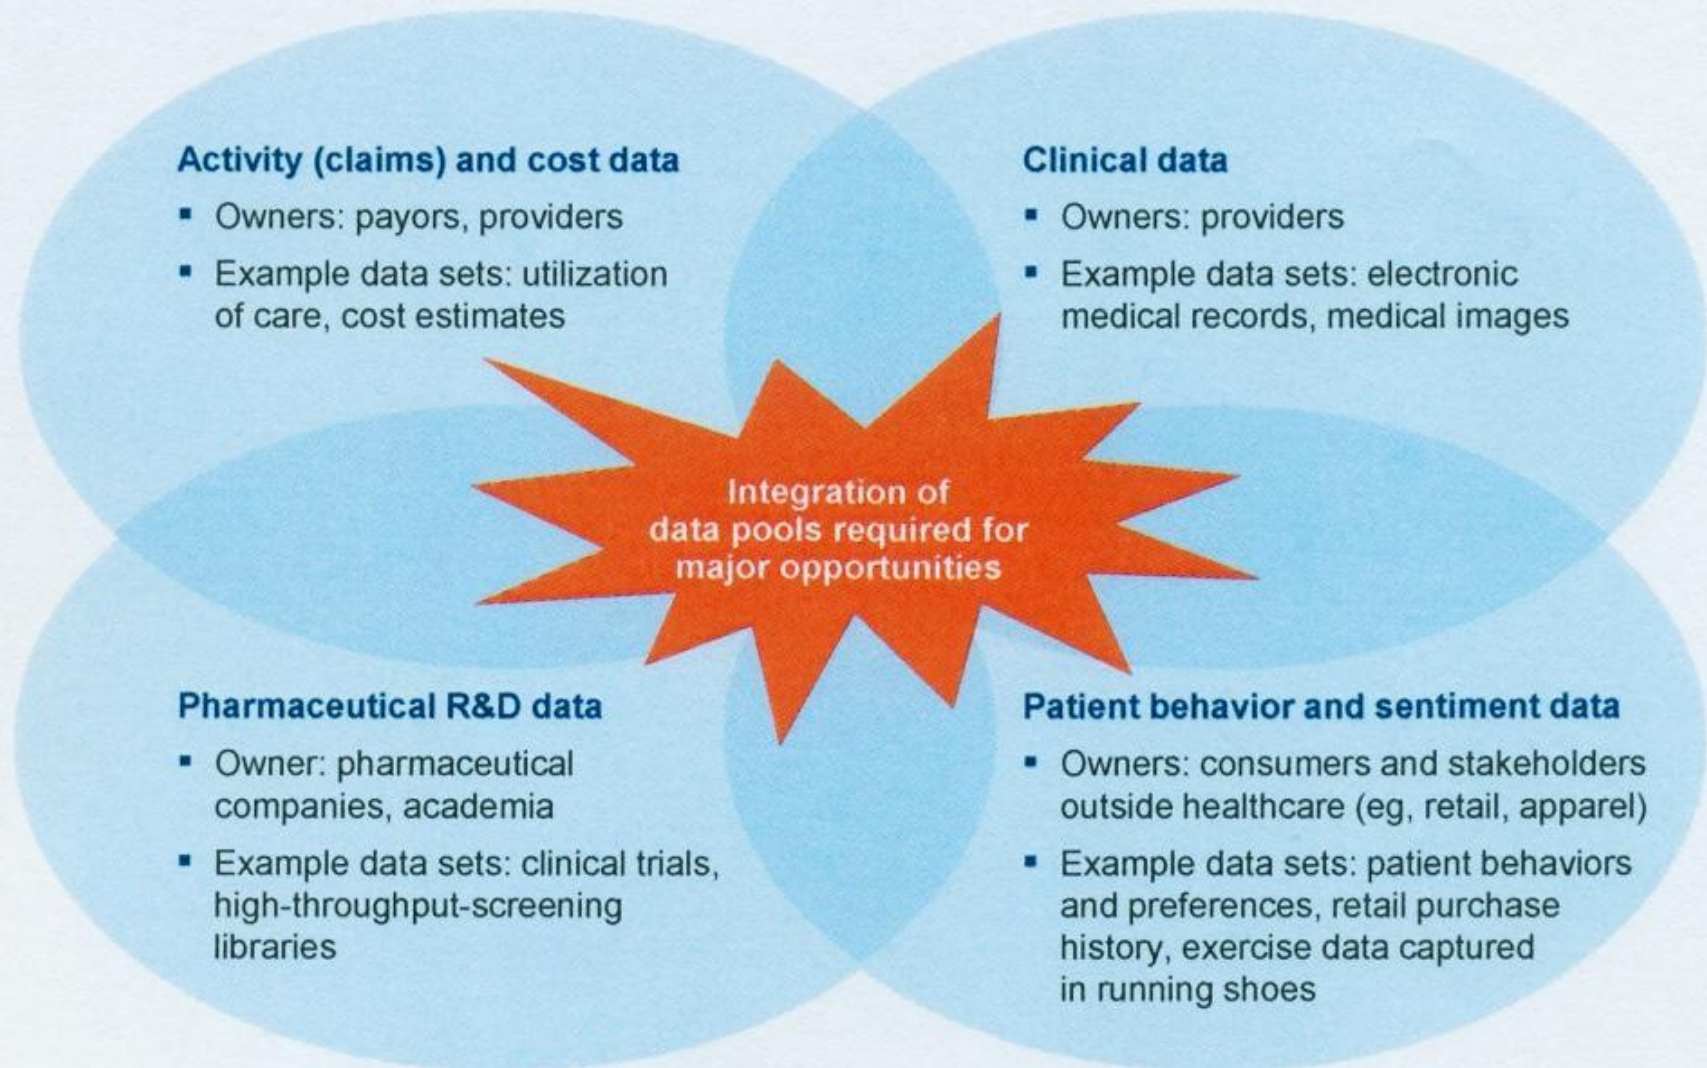 Activity (claims) and cost data
▪ Owners: payors, providers
▪ Example data sets: utilization
of care, cost estimates
Clinical data
▪ Owners: providers
▪ Example data sets: electronic
medical records, medical images
Integration of
data pools required for
major opportunities
Pharmaceutical R&D data
▪ Owner: pharmaceutical
companies, academia
▪ Example data sets: clinical trials,
high-throughput-screening
libraries
Patient behavior and sentiment data
▪ Owners: consumers and stakeholders
outside healthcare (eg, retail, apparel)
▪ Example data sets: patient behaviors
and preferences, retail purchase
history, exercise data captured
in running shoes